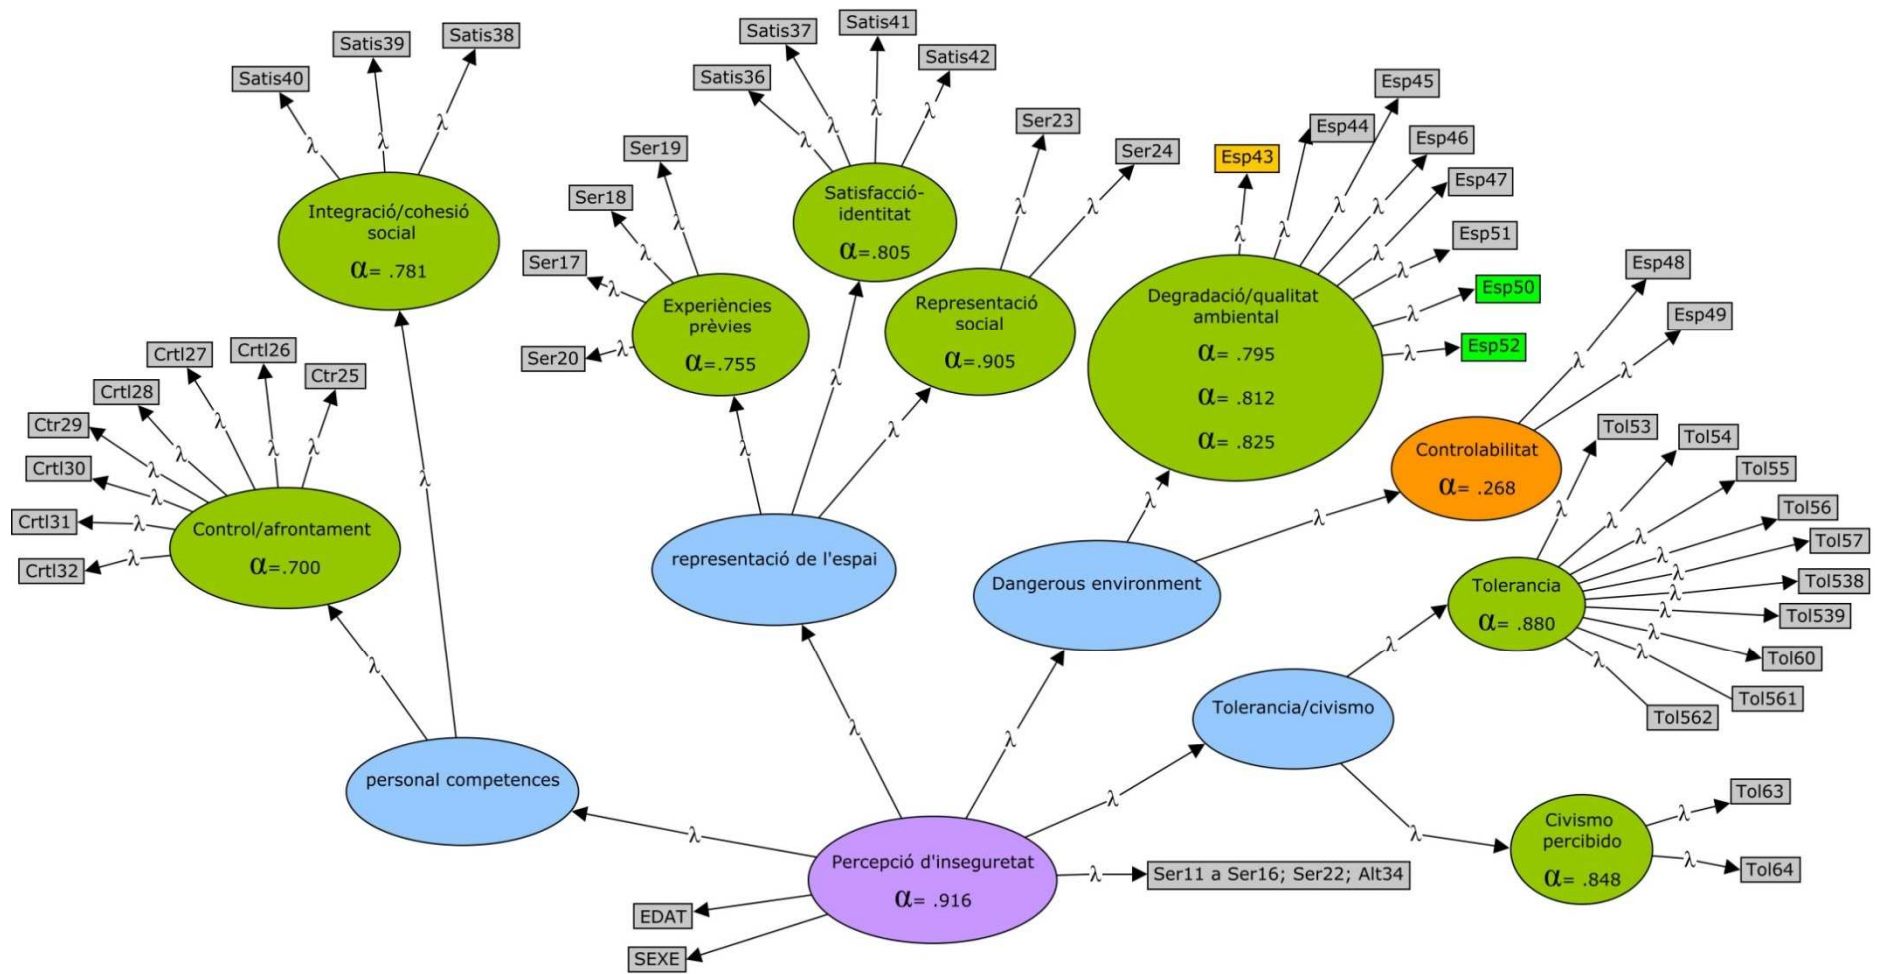 Satis40
Satis39
Satis38
Satis37
Satis41
Satis36
Satis42
λ
λ
λ
λ
λ
λ
λ
Integració/cohesió
social
α= .781
Satisfacció-
identitat
α=.805
Ser19
Ser18
Ser17
Ser20
λ
λ
λ
λ
Experiències
prèvies
α=.755
Ser23
Ser24
λ
λ
Representació
social
α=.905
Esp43
Esp44
Esp45
Esp46
Esp47
Esp51
Esp50
Esp52
λ
λ
λ
λ
λ
λ
λ
λ
Degradació/qualitat
ambiental
α= .795
α= .812
α= .825
Esp48
Esp49
λ
λ
Controlabilitat
α= .268
Crtl27
Crtl26
Ctr25
Crtl28
Ctr29
Crtl30
Crtl31
Crtl32
λ
λ
λ
λ
λ
λ
λ
λ
Control/afrontament
α=.700
Tol53
Tol54
Tol55
Tol56
Tol57
Tol538
Tol539
Tol60
Tol561
Tol562
λ
λ
λ
λ
λ
λ
λ
λ
λ
λ
Tolerancia
α= .880
λ
λ
λ
λ
λ
λ
λ
representació de l'espai
Dangerous environment
λ
λ
Tolerancia/civismo
personal competences
λ
λ
λ
λ
Tol63
Tol64
λ
λ
Civismo
percibido
α= .848
Percepció d'inseguretat
α= .916
λ
Ser11 a Ser16; Ser22; Alt34
EDAT
SEXE